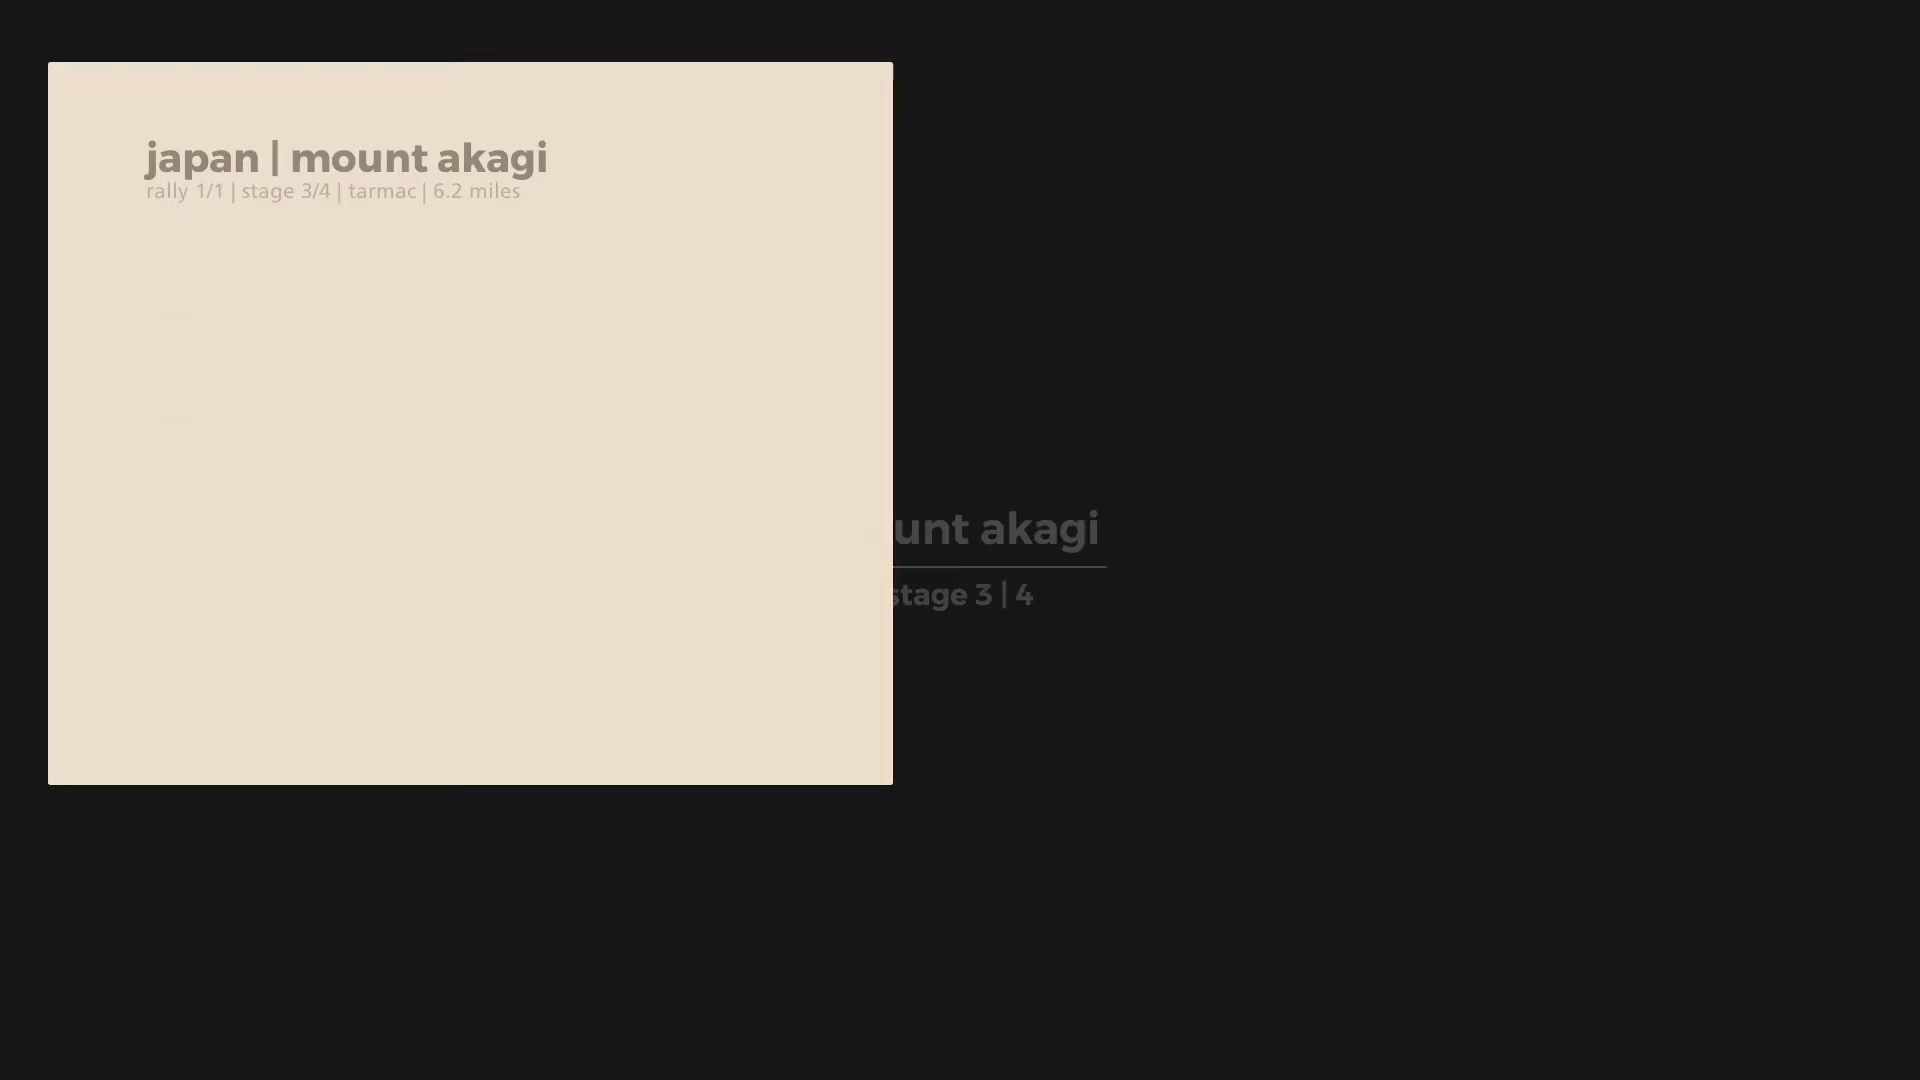 japan | mount akagi
rally 1/1 | stage 3/4 | tarmac | 6.2 miles
unt akagi
stage 3 | 4